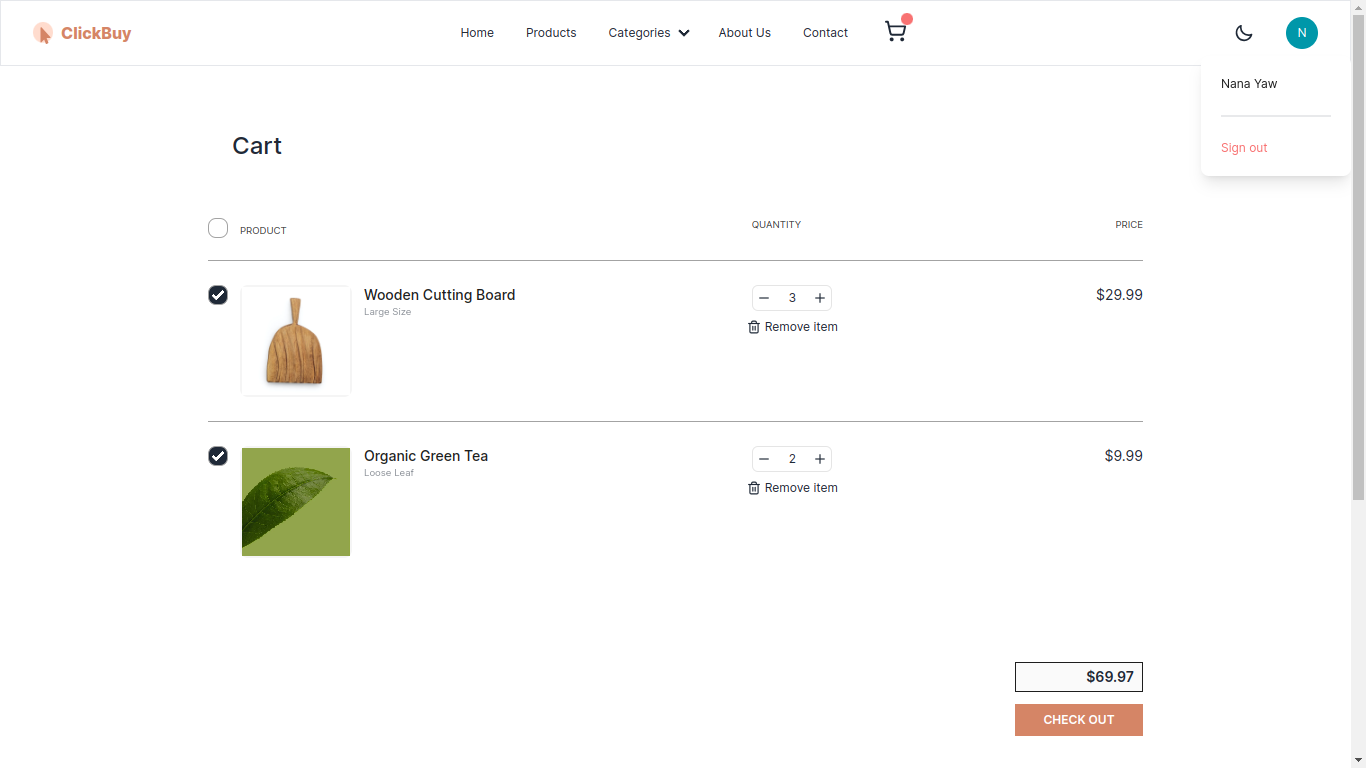 ClickBuy
Home
Products
Categories
About Us
Contact
N
Nana Yaw
Sign out
Cart
PRODUCT
QUANTITY
PRICE
Wooden Cutting Board
Large Size
3
Remove item
$29.99
Organic Green Tea
Loose Leaf
2
Remove item
$9.99
$69.97
CHECK OUT